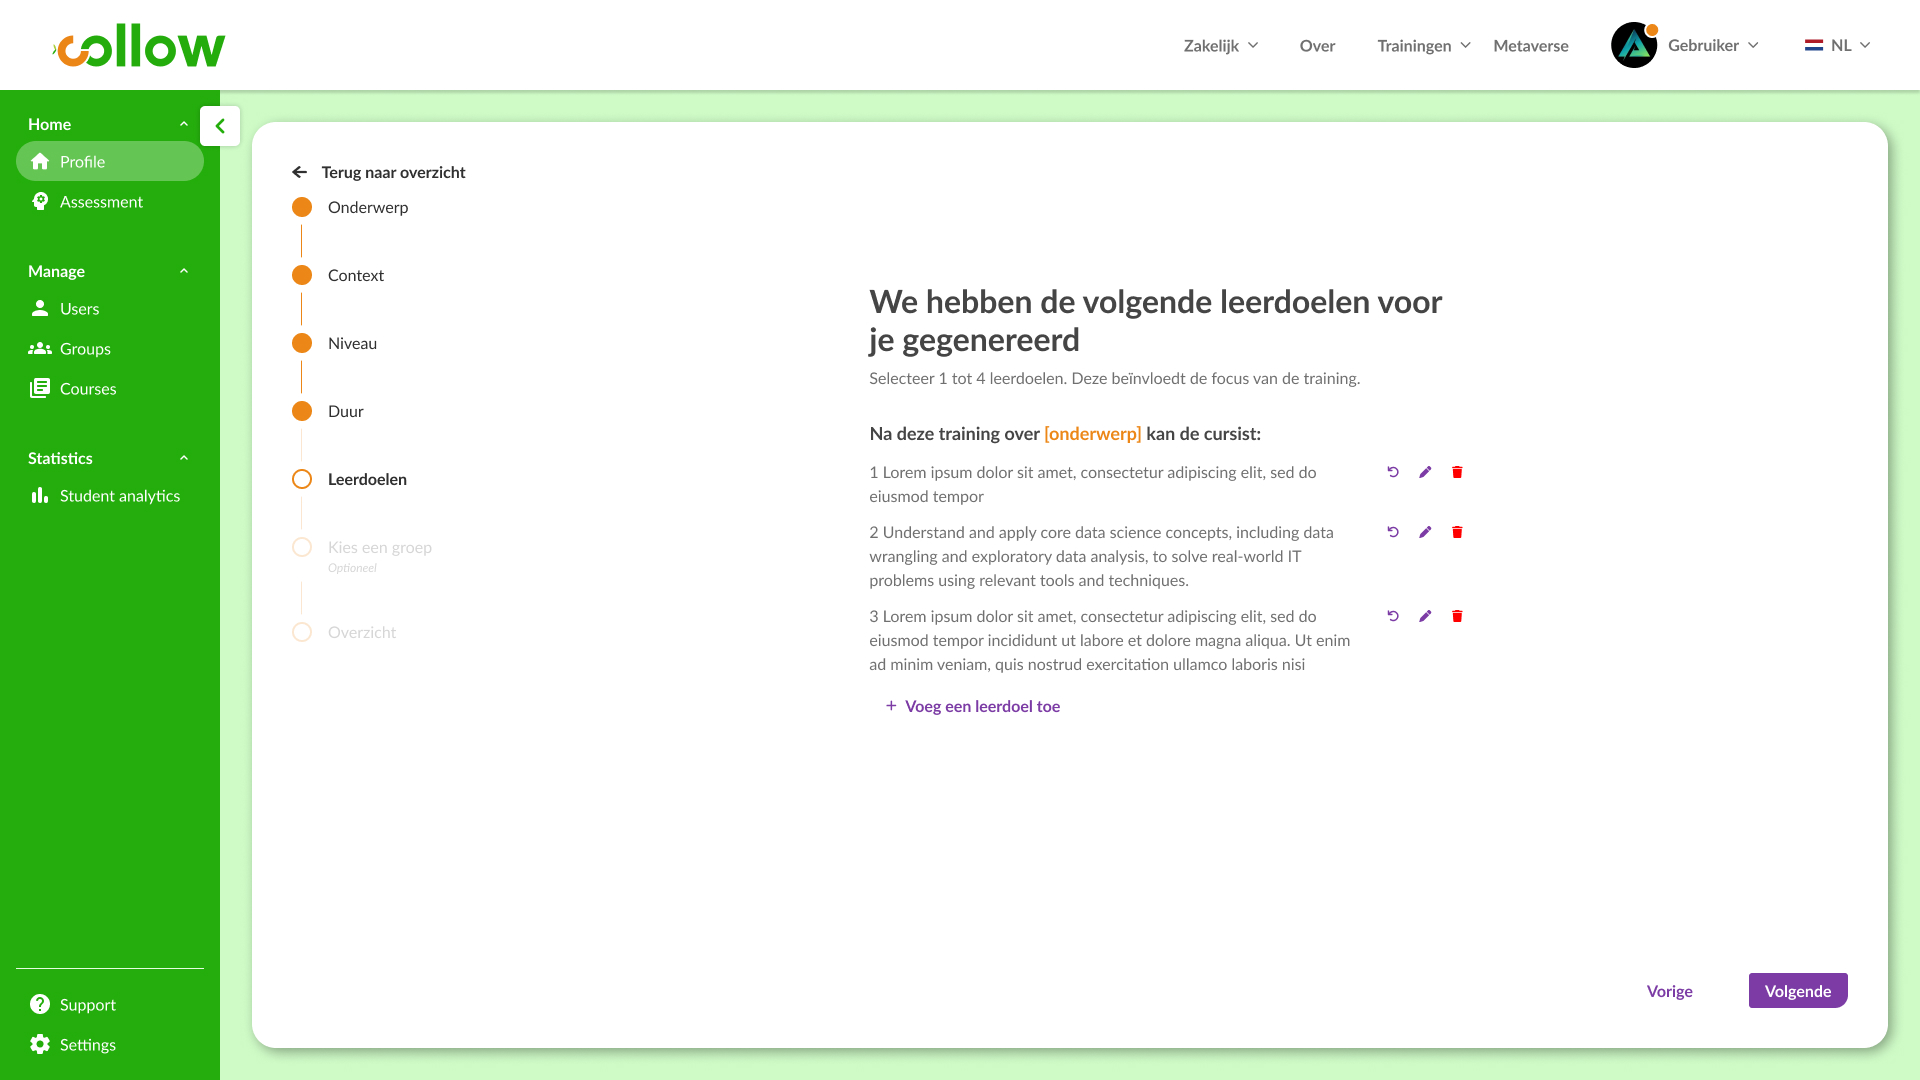 collow
Zakelijk
Over
Trainingen
Metaverse
Gebruiker
NL
Home
Profile
Assessment
Manage
Users
Groups
Courses
Statistics
Student analytics
Support
Settings
Terug naar overzicht
Onderwerp
Context
Niveau
Duur
Leerdoelen
Kies een groep
Optioneel
Overzicht
We hebben de volgende leerdoelen voor
je gegenereerd
Selecteer 1 tot 4 leerdoelen. Deze beïnvloedt de focus van de training.
Na deze training over [onderwerp] kan de cursist:
1 Lorem ipsum dolor sit amet, consectetur adipiscing elit, sed do
eiusmod tempor
2 Understand and apply core data science concepts, including data
wrangling and exploratory data analysis, to solve real-world IT
problems using relevant tools and techniques.
3 Lorem ipsum dolor sit amet, consectetur adipiscing elit, sed do
eiusmod tempor incididunt ut labore et dolore magna aliqua. Ut enim
ad minim veniam, quis nostrud exercitation ullamco laboris nisi
+ Voeg een leerdoel toe
Vorige
Volgende